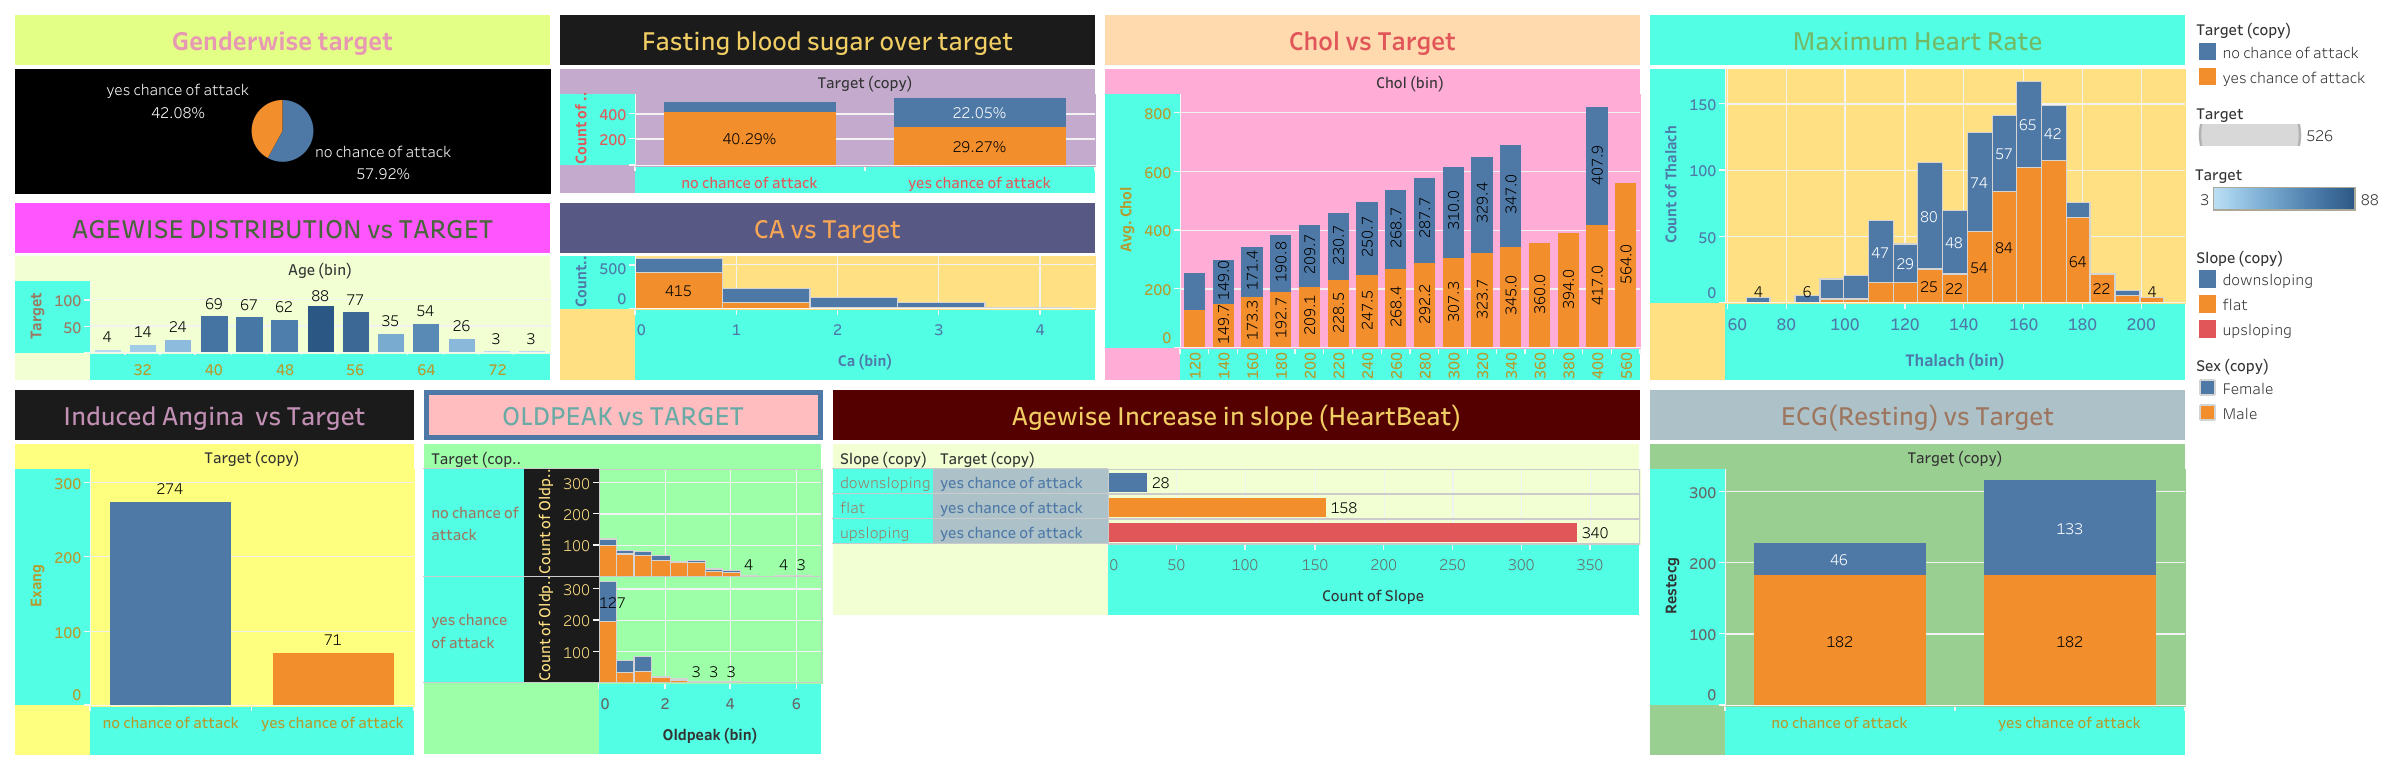 Genderwise target
yes chance of attack
42.08%
no chance of attack
57.92%
Fasting blood sugar over target
Target (copy)
Count of ..
400
200
40.29%
22.05%
29.27%
no chance of attack
yes chance of attack
Chol vs Target
Chol (bin)
Avg. Chol
800
600
400
200
0
149.0
171.4
190.8
209.7
230.7
250.7
268.7
287.7
310.0
329.4
347.0
407.9
149.7
173.3
192.7
209.1
228.5
247.5
268.4
292.2
307.3
323.7
345.0
360.0
394.0
417.0
564.0
120
140
160
180
200
220
240
260
280
300
320
340
360
380
400
560
Maximum Heart Rate
Count of Thalach
150
100
50
0
4
6
47
29
80
25
48
22
74
54
57
84
65
42
64
22
4
60
80
100
120
140
160
180
200
Thalach (bin)
Target (copy)
no chance of attack
yes chance of attack
Target
526
Target
3
88
Slope (copy)
downsloping
flat
upsloping
Sex (copy)
Female
Male
AGEWISE DISTRIBUTION vs TARGET
Age (bin)
Target
100
50
4
14
24
69
67
62
88
77
35
54
26
3
3
32
40
48
56
64
72
CA vs Target
Count..
500
0
415
0
1
2
3
4
Ca (bin)
Induced Angina vs Target
Target (copy)
Exang
300
200
100
0
274
71
no chance of attack
yes chance of attack
OLDPEAK vs TARGET
Target (cop..
no chance of
attack
Count of Oldp..
300
200
100
4
4
3
yes chance
of attack
Count of Oldp..
300
200
100
127
3
3
3
0
2
4
6
Oldpeak (bin)
Agewise Increase in slope (HeartBeat)
Slope (copy)
Target (copy)
downsloping
yes chance of attack
28
flat
yes chance of attack
158
upsloping
yes chance of attack
340
0
50
100
150
200
250
300
350
Count of Slope
ECG(Resting) vs Target
Target (copy)
Restecg
300
200
100
0
46
182
133
182
no chance of attack
yes chance of attack